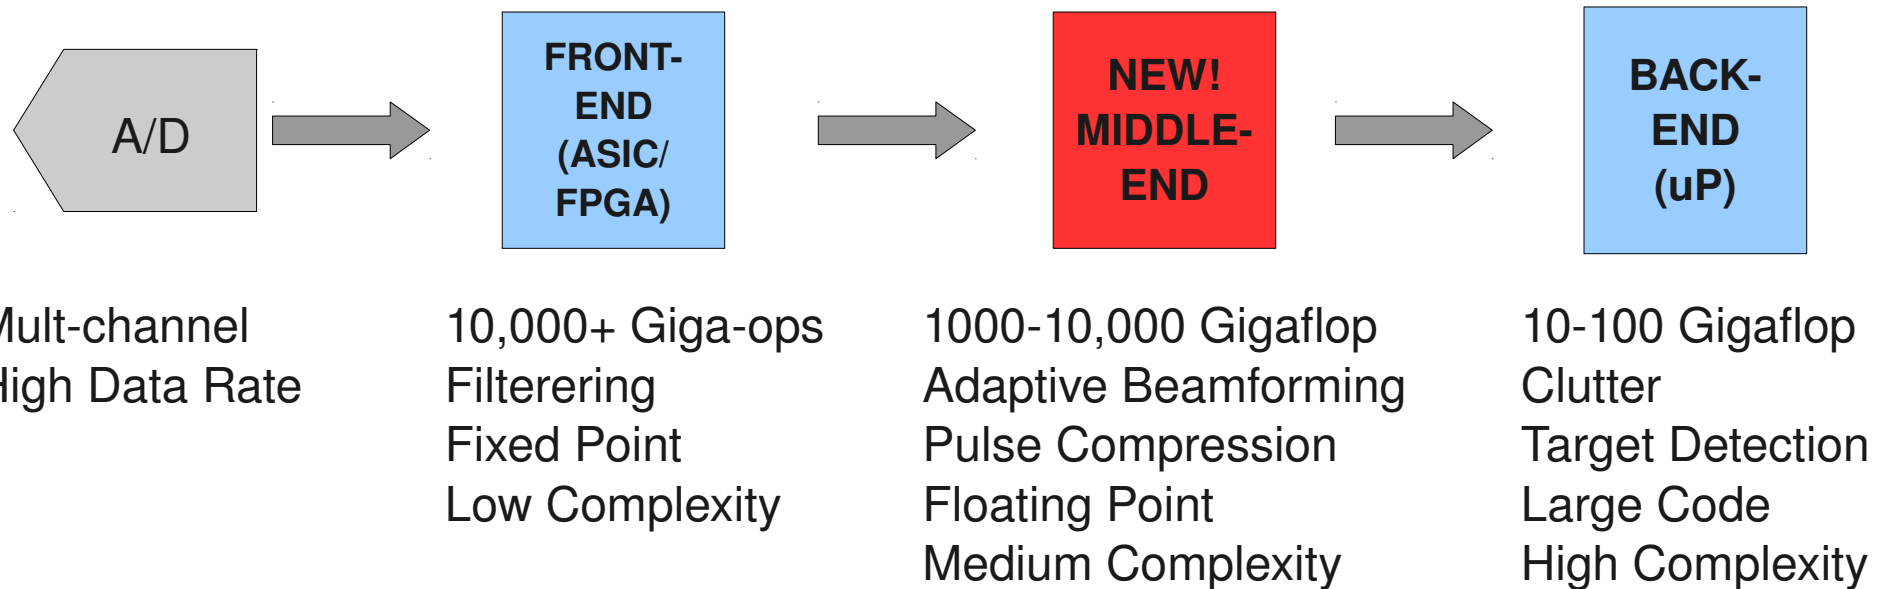 A/D
FRONT-
END
(ASIC/
FPGA)
NEW!
MIDDLE-
END
BACK-
END
(uP)
Mult-channel
High Data Rate
10,000+ Giga-ops
Filterering
Fixed Point
Low Complexity
1000-10,000 Gigaflop
Adaptive Beamforming
Pulse Compression
Floating Point
Medium Complexity
10-100 Gigaflop
Clutter
Target Detection
Large Code
High Complexity